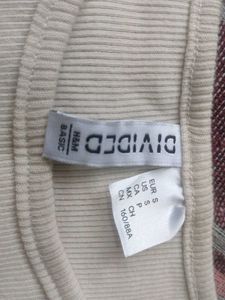 DIVIDED
H&M
BASIC
EUR S
US S
CA P
MX CH
CN 160/88A